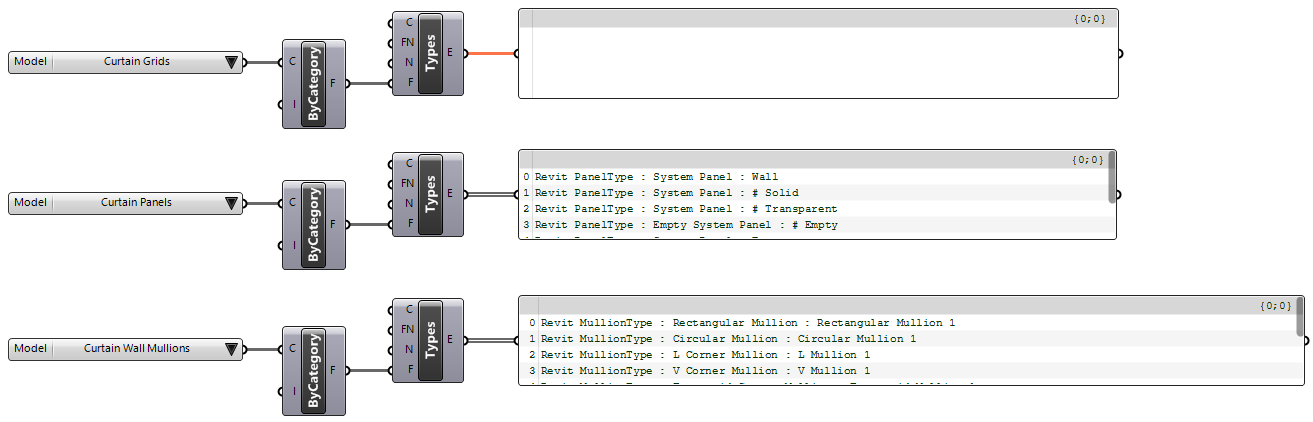 Model Curtain Grids
C
I
ByCategory
F
C
FN
N
F
Types
E
{0;0}
Model Curtain Panels
C
I
ByCategory
F
C
FN
N
F
Types
E
{0;0}
0 Revit PanelType : System Panel : Wall
1 Revit PanelType : System Panel : # Solid
2 Revit PanelType : System Panel : # Transparent
3 Revit PanelType : Empty System Panel : # Empty
Model Curtain Wall Mullions
C
I
ByCategory
F
C
FN
N
F
Types
E
{0;0}
0 Revit MullionType : Rectangular Mullion : Rectangular Mullion 1
1 Revit MullionType : Circular Mullion : Circular Mullion 1
2 Revit MullionType : L Corner Mullion : L Mullion 1
3 Revit MullionType : V Corner Mullion : V Mullion 1